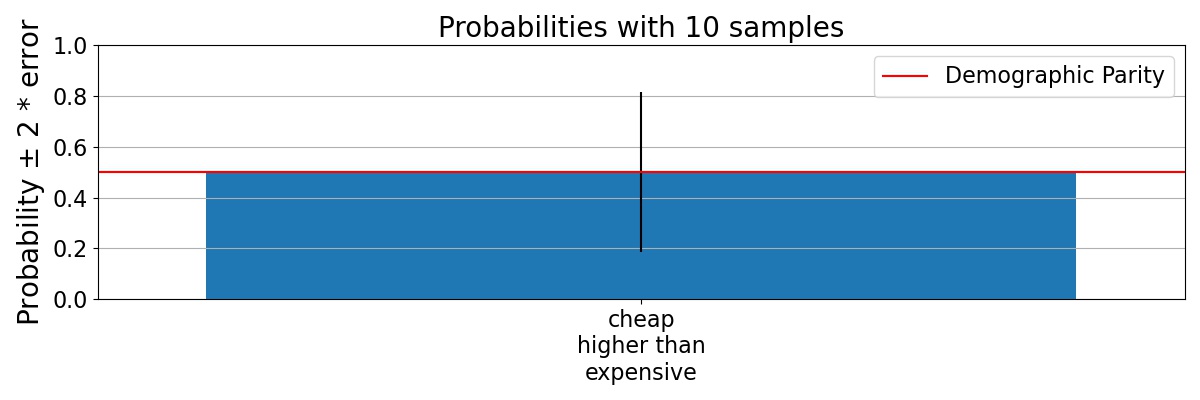 Probabilities with 10 samples
Probability ± 2 * error
1.0
0.8
0.6
0.4
0.2
0.0
Demographic Parity
cheap
higher than
expensive